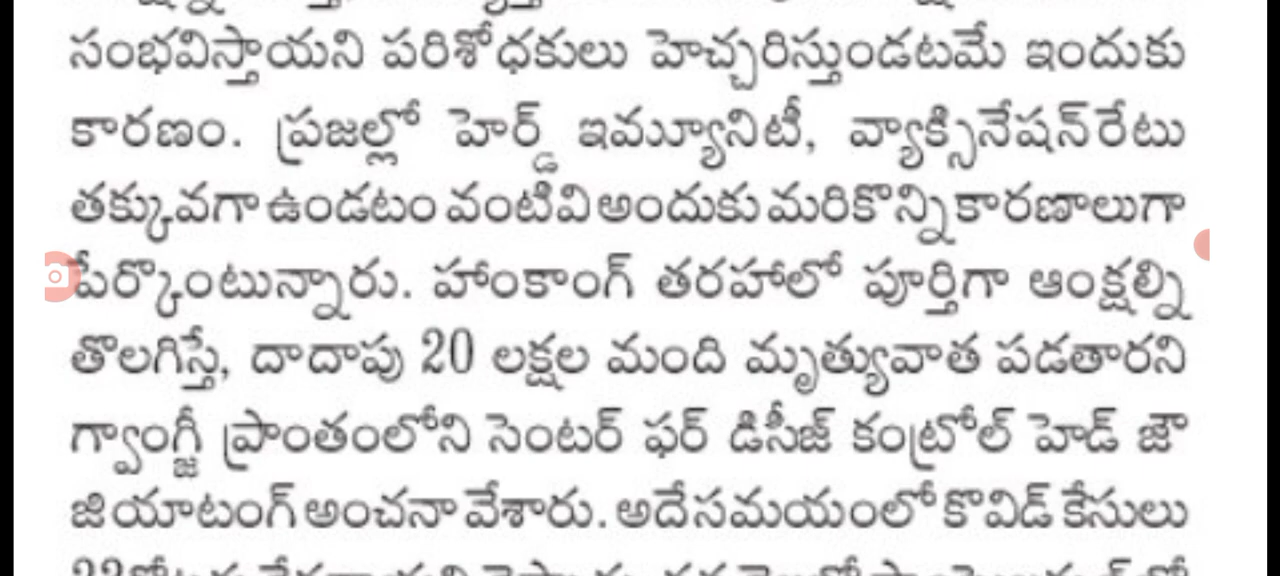 సంభవిస్తాయని పరిశోధకులు హెచ్చరిస్తుండటమే ఇందుకు
కారణం. ప్రజల్లో హెర్డ్ ఇమ్యూనిటీ, వ్యాక్సినేషన్‌రేటు
తక్కువగా ఉండటం వంటివి అందుకు మరికొన్ని కారణాలుగా
పేర్కొంటున్నారు. హాంకాంగ్ తరహాలో పూర్తిగా ఆంక్షల్ని
తొలగిస్తే, దాదాపు 20 లక్షల మంది మృత్యువాత పడతారని
గ్వాంగ్జీ ప్రాంతంలోని సెంటర్ ఫర్ డిసీజ్ కంట్రోల్ హెడ్ జౌ
జియాటంగ్ అంచనా వేశారు. అదే సమయంలో కొవిడ్ కేసులు